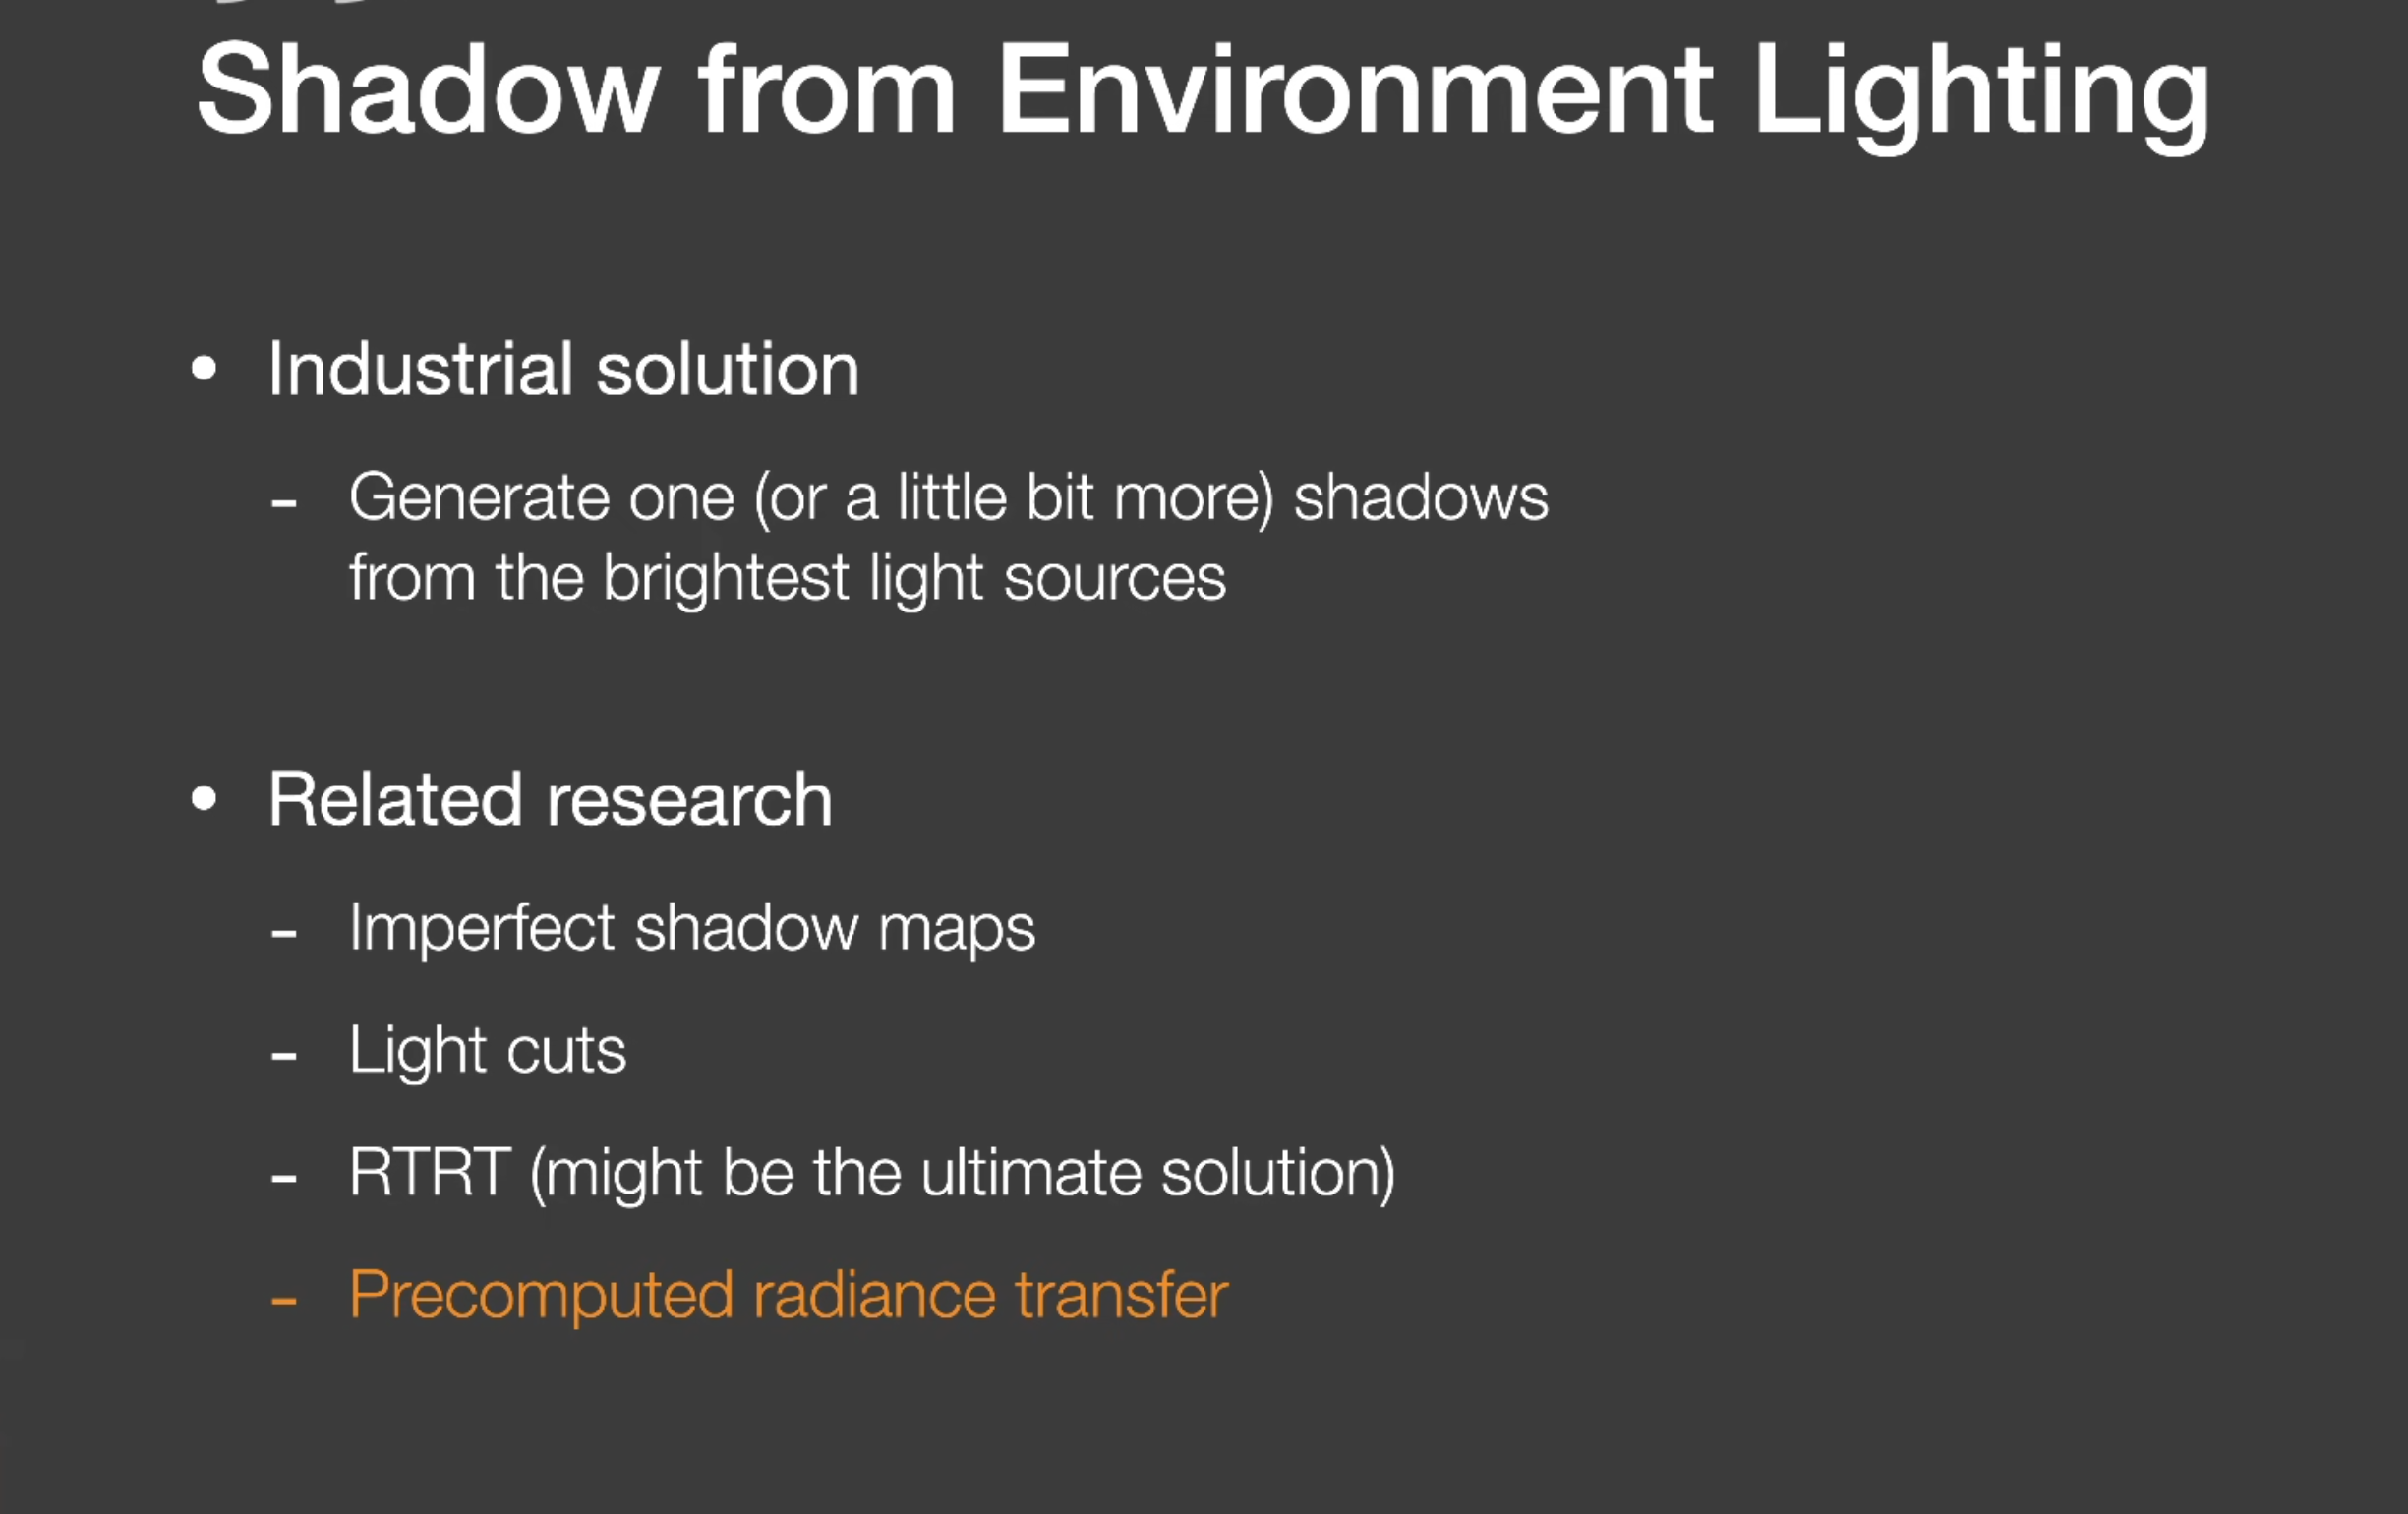 Shadow from Environment Lighting
• Industrial solution
- Generate one (or a little bit more) shadows
from the brightest light sources
• Related research
- Imperfect shadow maps
- Light cuts
- RTRT (might be the ultimate solution)
- Precomputed radiance transfer